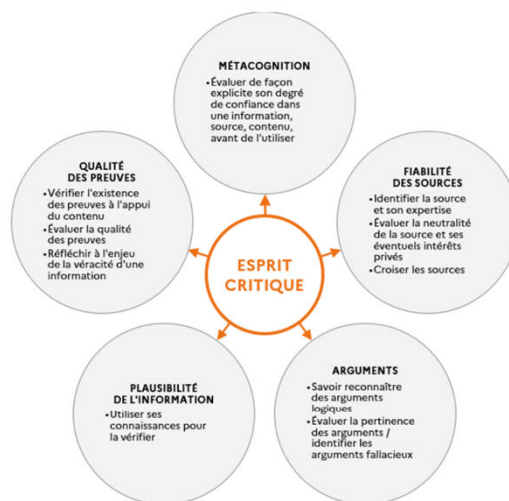 MÉTACOGNITION
•Évaluer de façon
explicite son degré
de confiance dans
une information,
source, contenu,
avant de l'utiliser
QUALITÉ
DES PREUVES
•Vérifier l'existence
des preuves à l'appui
du contenu
•Évaluer la qualité
des preuves
•Réfléchir à l'enjeu
de la véracité d'une
information
FIABILITÉ
DES SOURCES
•Identifier la source
et son expertise
•Évaluer la neutralité
de la source et ses
éventuels intérêts
privés
•Croiser les sources
ESPRIT
CRITIQUE
PLAUSIBILITÉ
DE L'INFORMATION
•Utiliser ses
connaissances pour
la vérifier
ARGUMENTS
•Savoir reconnaître
des arguments
logiques
•Évaluer la pertinence
des arguments /
identifier les
arguments fallacieux